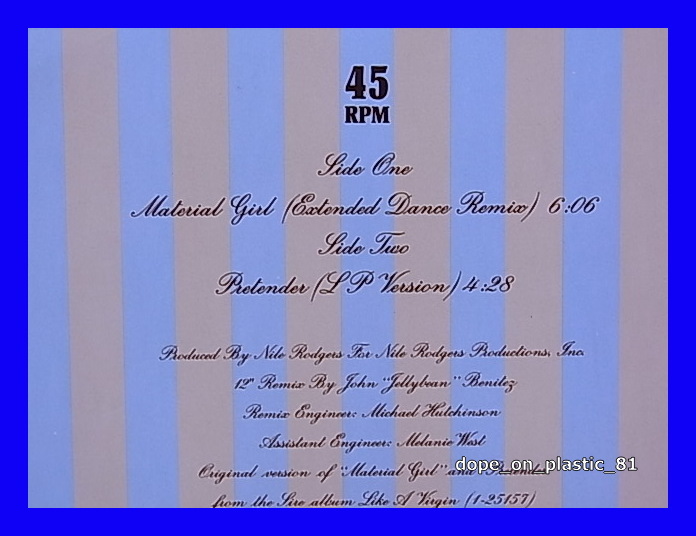 45
RPM
Side One
Material Girl (Extended Dance Remix) 6:06
Side Two
Pretender (LP Version) 4:28
Produced By Nile Rodgers For Nile Rodgers Productions, Inc.
12" Remix By John "Jellybean" Benitez
Remix Engineer: Michael Hutchinson
Assistant Engineer: Melanie West
Original version of "Material Girl" and Pretender
dope_on_plastic_81
from the Sire album Like A Virgin (1-25157)